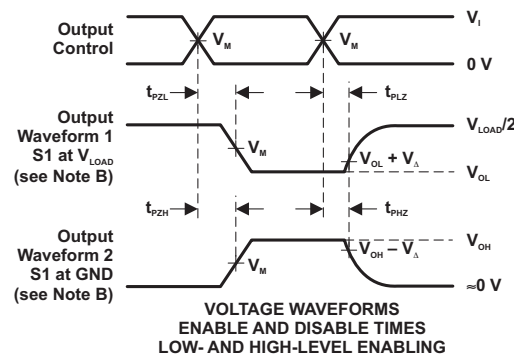 Output
Control
V_I
V_M
V_M
0 V
t_PZL
t_PLZ
Output
Waveform 1
S1 at V_LOAD
(see Note B)
V_LOAD/2
V_M
V_OL + V_Δ
V_OL
t_PZH
t_PHZ
Output
Waveform 2
S1 at GND
(see Note B)
V_OH
V_OH − V_Δ
V_M
≈0 V
VOLTAGE WAVEFORMS
ENABLE AND DISABLE TIMES
LOW- AND HIGH-LEVEL ENABLING